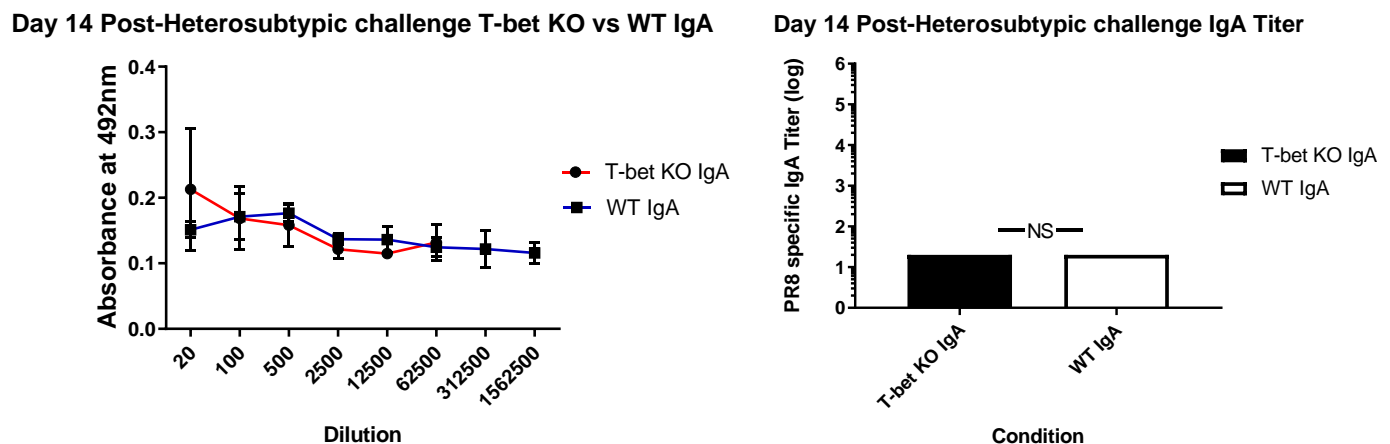 Day 14 Post-Heterosubtypic challenge T-bet KO vs WT IgA
Absorbance at 492nm
0.4
0.3
0.2
0.1
0.0
20
100
500
2500
12500
62500
312500
1562500
Dilution
T-bet KO IgA
WT IgA
Day 14 Post-Heterosubtypic challenge IgA Titer
PR8 specific IgA Titer (log)
6
5
4
3
2
1
0
NS
T-bet KO IgA
WT IgA
Condition
T-bet KO IgA
WT IgA